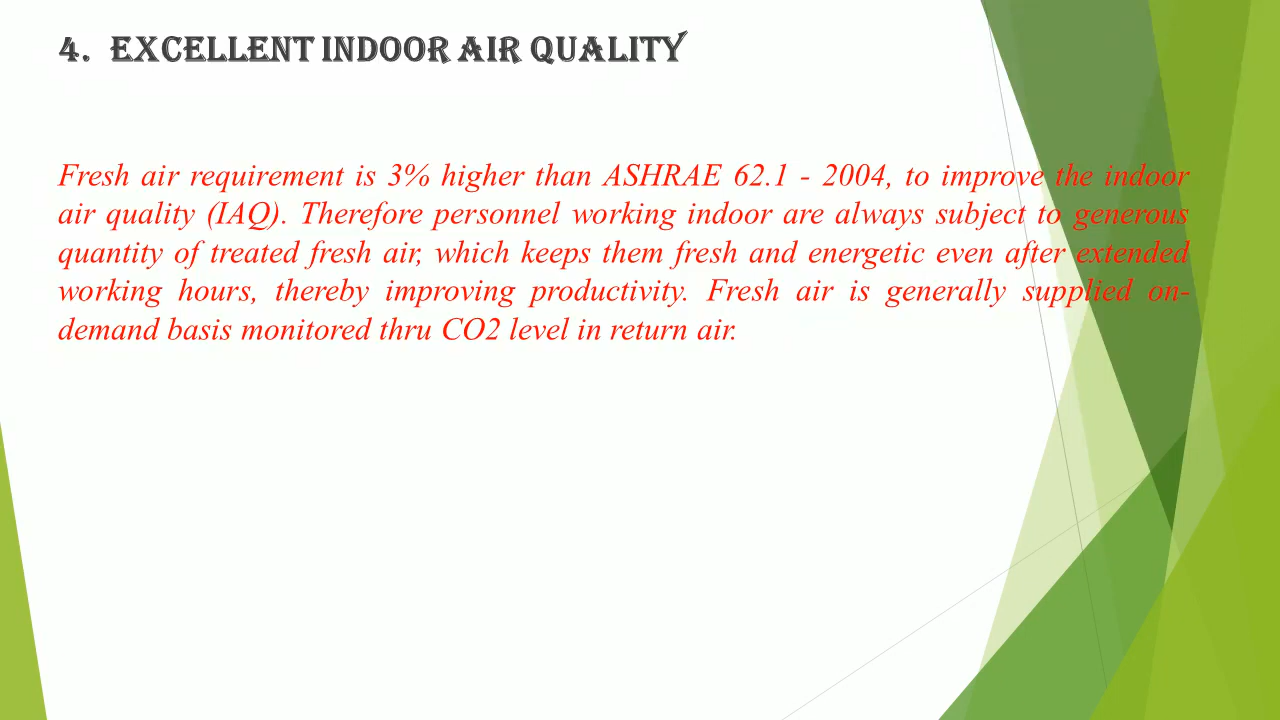 4. EXCELLENT INDOOR AIR QUALITY
Fresh air requirement is 3% higher than ASHRAE 62.1 - 2004, to improve the indoor
air quality (IAQ). Therefore personnel working indoor are always subject to generous
quantity of treated fresh air, which keeps them fresh and energetic even after extended
working hours, thereby improving productivity. Fresh air is generally supplied on-
demand basis monitored thru CO2 level in return air.